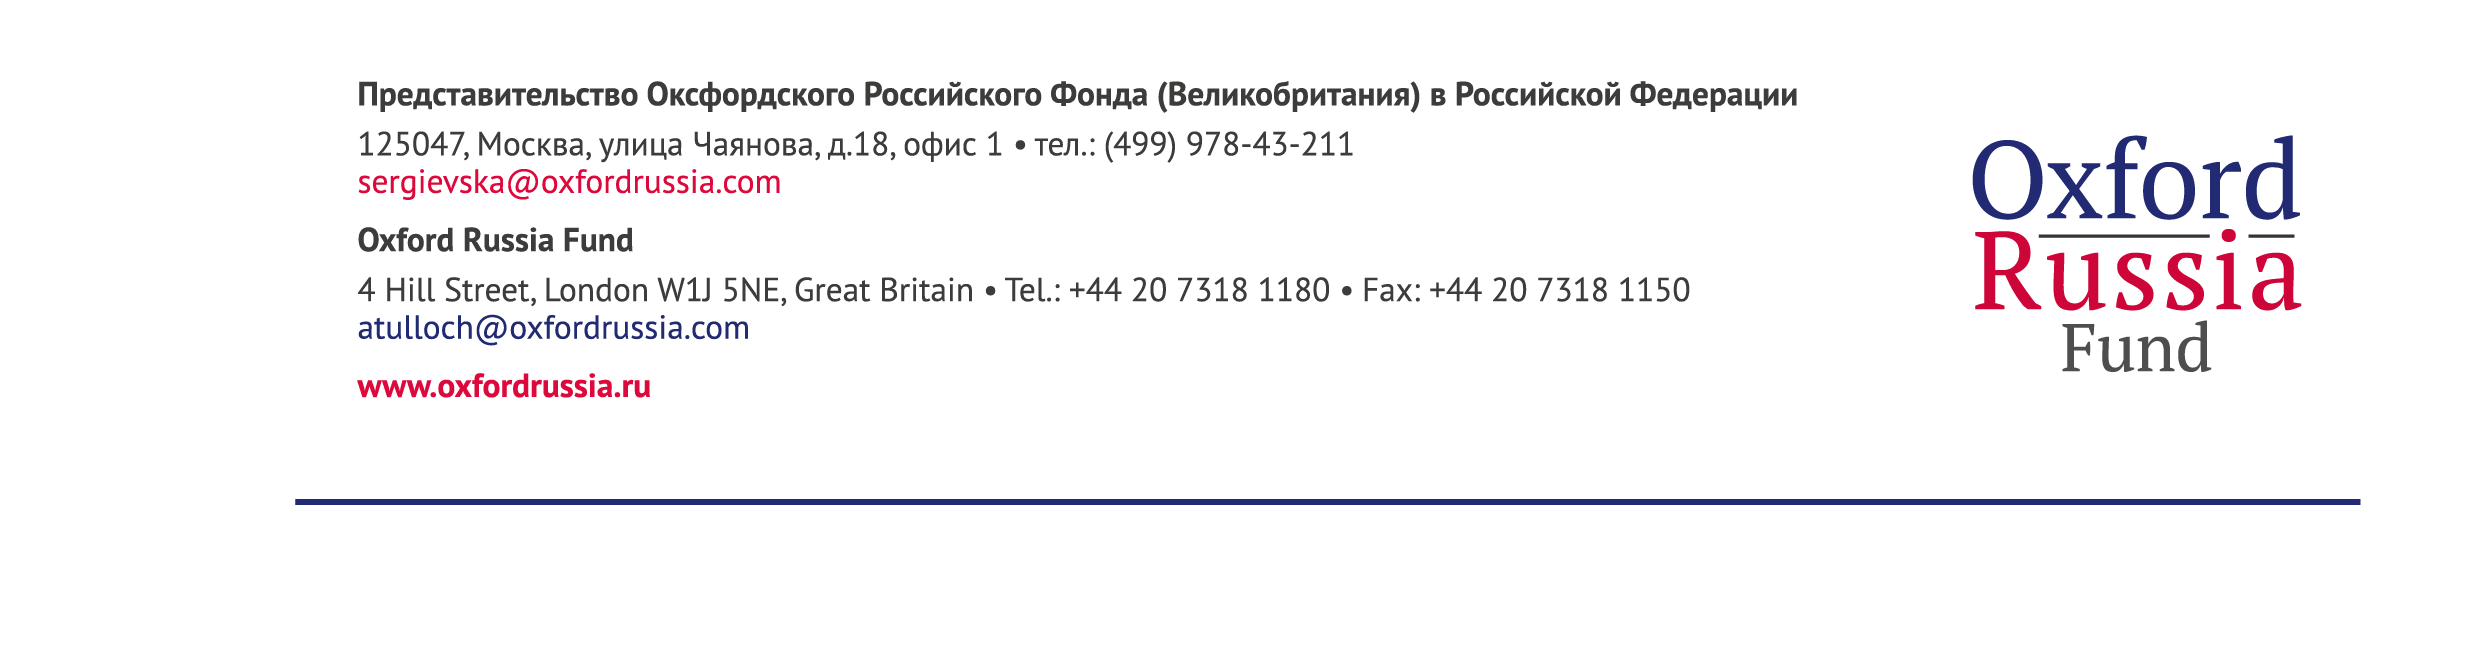 Представительство Оксфордского Российского Фонда (Великобритания) в Российской Федерации
125047, Москва, улица Чаянова, д.18, офис 1 • тел.: (499) 978-43-211
sergievska@oxfordrussia.com
Oxford Russia Fund
4 Hill Street, London W1J 5NE, Great Britain • Tel.: +44 20 7318 1180 • Fax: +44 20 7318 1150
atulloch@oxfordrussia.com
www.oxfordrussia.ru
Oxford
Russia
Fund